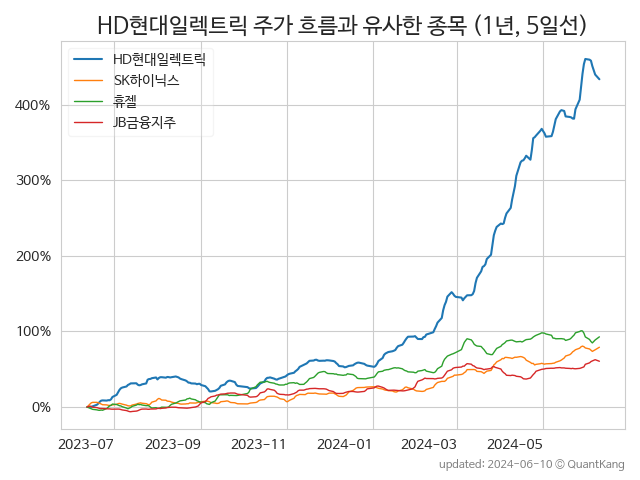 HD현대일렉트릭 주가 흐름과 유사한 종목 (1년, 5일선)
HD현대일렉트릭
SK하이닉스
휴젤
JB금융지주
400%
300%
200%
100%
0%
2023-07 2023-09 2023-11 2024-01 2024-03 2024-05
updated: 2024-06-10 © QuantKang